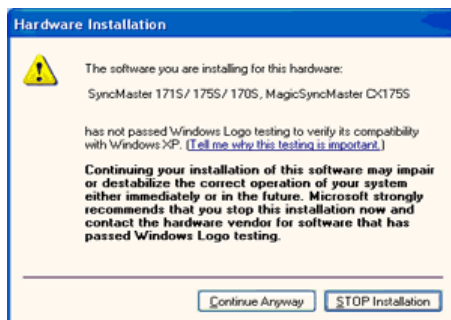 Hardware Installation
The software you are installing for this hardware:
SyncMaster 171S/ 175S/ 170S, MagicSyncMaster CX175S
has not passed Windows Logo testing to verify its compatibility
with Windows XP. (Tell me why this testing is important.)
Continuing your installation of this software may impair
or destabilize the correct operation of your system
either immediately or in the future. Microsoft strongly
recommends that you stop this installation now and
contact the hardware vendor for software that has
passed Windows Logo testing.
Continue Anyway STOP Installation